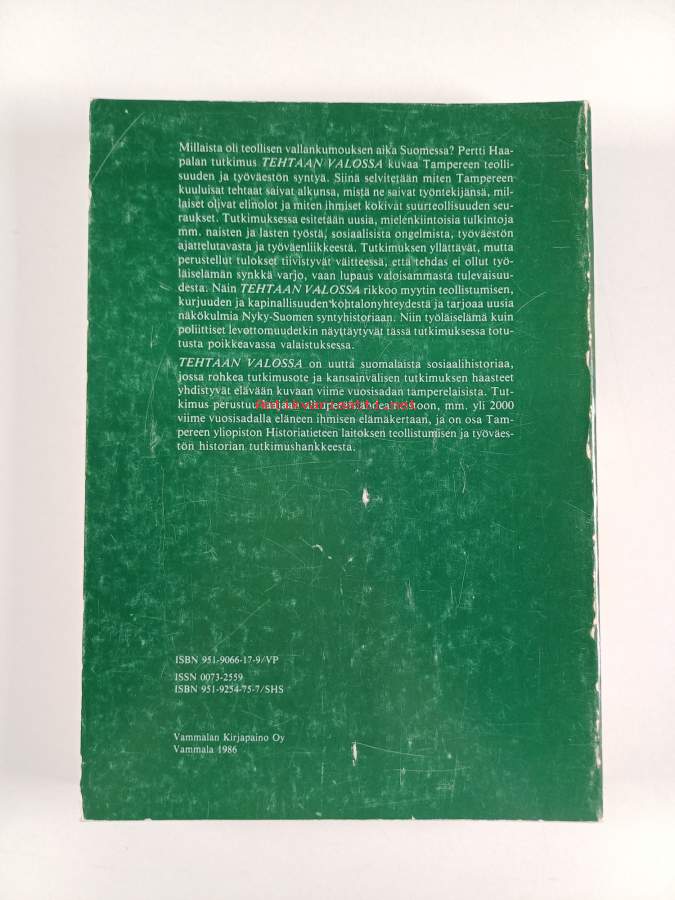 Millaista oli teollisen vallankumouksen aika Suomessa? Pertti Haa-
palan tutkimus TEHTAAN VALOSSA kuvaa Tampereen teolli-
suuden ja työväestön syntyä. Siinä selvitetään miten Tampereen
kuuluisat tehtaat saivat alkunsa, mistä ne saivat työntekijänsä, mil-
laiset olivat elinolot ja miten ihmiset kokivat suurteollisuuden seu-
raukset. Tutkimuksessa esitetään uusia, mielenkiintoisia tulkintoja
mm. naisten ja lasten työstä, sosiaalisista ongelmista, työväestön
ajattelutavasta ja työväenliikkeestä. Tutkimuksen yllättävät, mutta
perustellut tulokset tiivistyvät väitteessä, että tehdas ei ollut työ-
läiselämän synkkä varjo, vaan lupaus valoisammasta tulevaisuu-
desta. Näin TEHTAAN VALOSSA rikkoo myytin teollistumisen,
kurjuuden ja kapinallisuuden kohtalonyhteydestä ja tarjoaa uusia
näkökulmia Nyky-Suomen syntyhistoriaan. Niin työläiselämä kuin
poliittiset levottomuudetkin näyttäytyvät tässä tutkimuksessa totu-
tusta poikkeavassa valaistuksessa.
TEHTAAN VALOSSA on uutta suomalaista sosiaalihistoriaa,
jossa rohkea tutkimusote ja kansainvälisen tutkimuksen haasteet
yhdistyvät elävään kuvaan viime vuosisadan tamperelaisista. Tut-
kimus perustuu laajaan
mm. yli 2000
viime vuosisadalla eläneen ihmisen elämäkertaan, ja on osa Tam-
pereen yliopiston Historiatieteen laitoksen teollistumisen ja työväes-
tön historian tutkimushankkeesta.
ISBN 951-9066-17-9/VP
ISSN 0073-2559
ISBN 951-9254-75-7/SHS
Vammalan Kirjapaino Oy
Vammala 1986